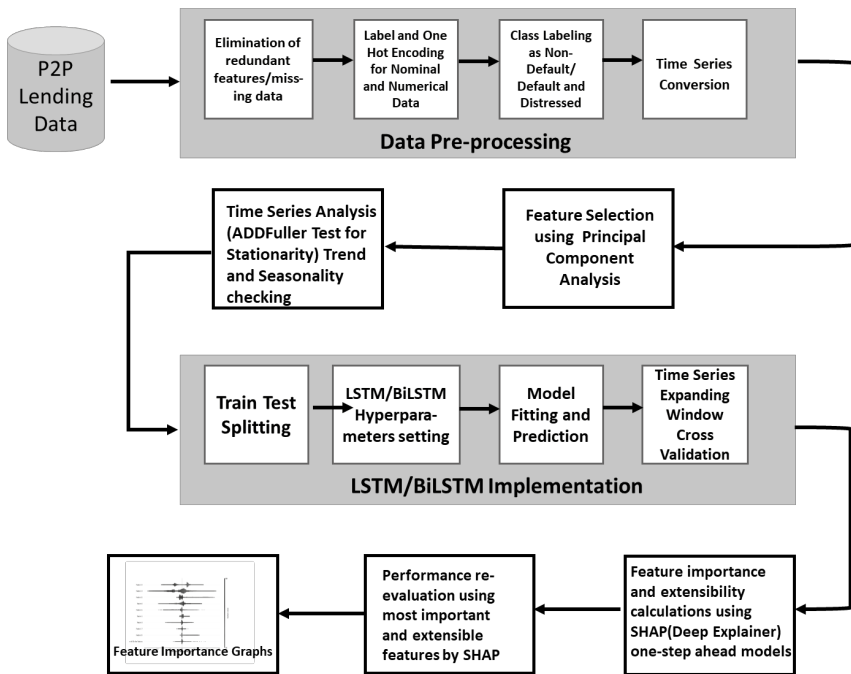 P2P
Lending
Data
Elimination of
redundant
features/mis-
sing data
Label and One
Hot Encoding
for Nominal
and Numerical
Data
Class Labeling
as Non-
Default/
Default and
Distressed
Time Series
Conversion
Data Pre-processing
Feature Selection
using Principal
Component
Analysis
Time Series Analysis
(ADDFuller Test for
Stationarity) Trend
and Seasonality
checking
Train Test
Splitting
LSTM/BiLSTM
Hyperpara-
meters setting
Model
Fitting and
Prediction
Time Series
Expanding
Window
Cross
Validation
LSTM/BiLSTM Implementation
Feature importance
and extensibility
calculations using
SHAP(Deep Explainer)
one-step ahead models
Performance re-
evaluation using
most important
and extensible
features by SHAP
Feature Importance Graphs